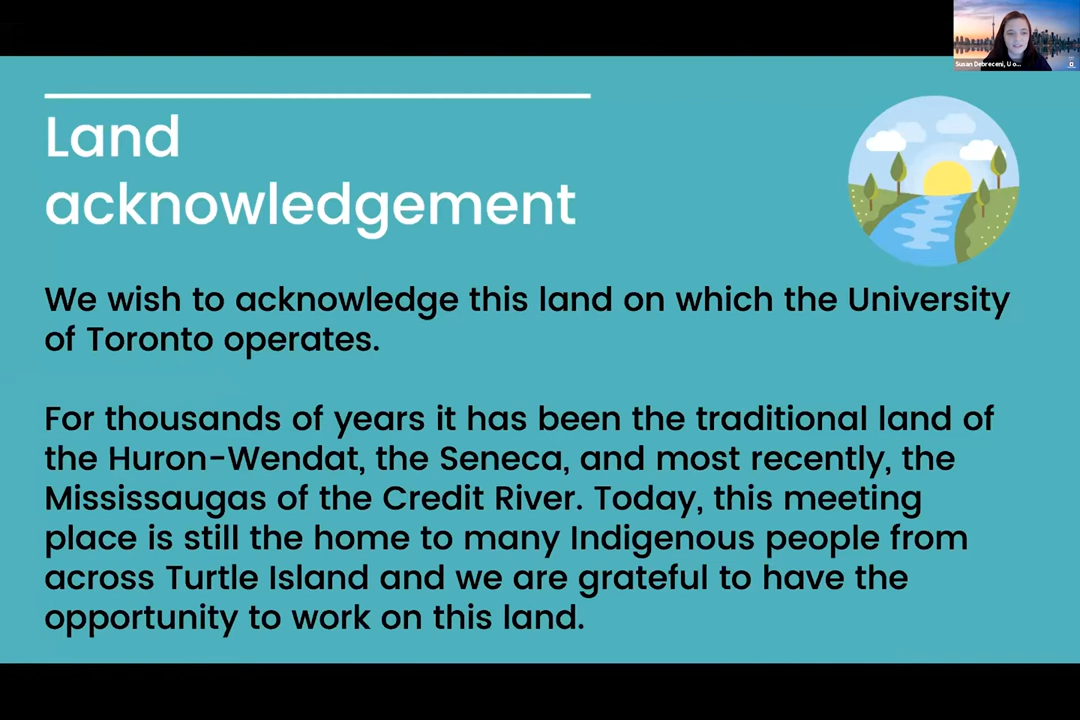 Susan Debreceni, U o...
Land
acknowledgement
We wish to acknowledge this land on which the University
of Toronto operates.
For thousands of years it has been the traditional land of
the Huron-Wendat, the Seneca, and most recently, the
Mississaugas of the Credit River. Today, this meeting
place is still the home to many Indigenous people from
across Turtle Island and we are grateful to have the
opportunity to work on this land.